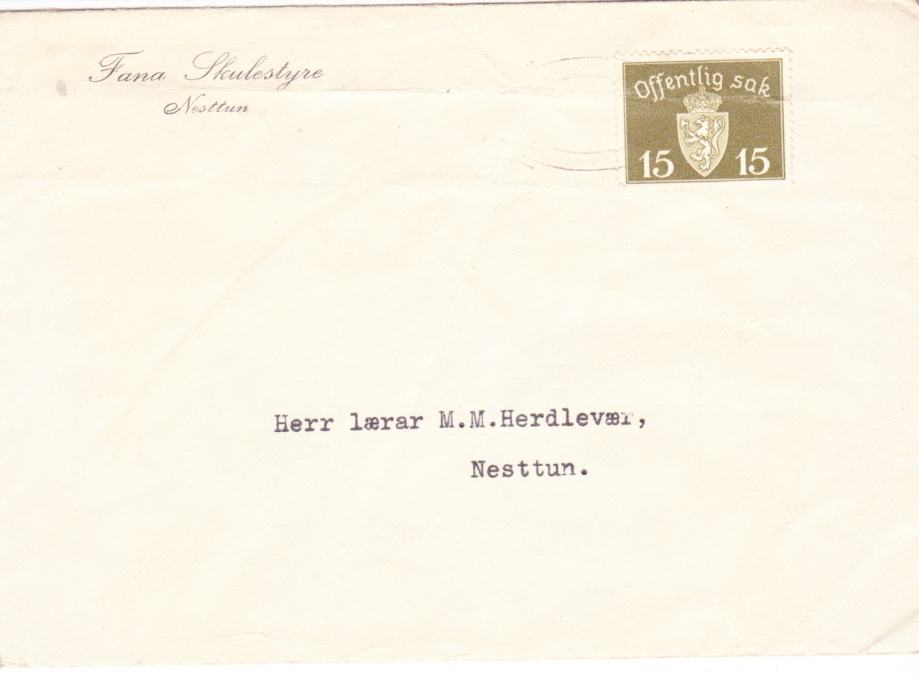 Fana Skulestyre
Nesttun
Offentlig sak
15 15
Herr lærar M.M.Herdlevær,
Nesttun.